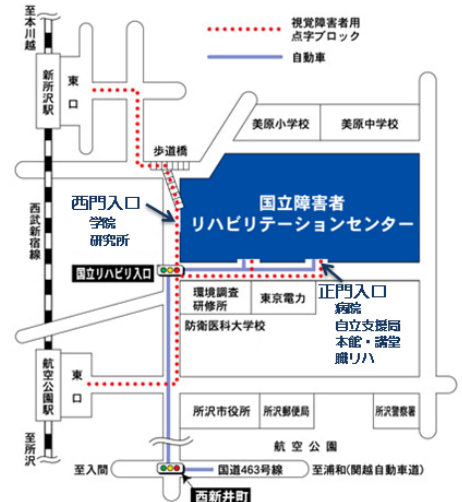 至本川越
視覚障害者用
点字ブロック
自動車
新所沢駅
東口
美原小学校
美原中学校
歩道橋
西門入口
学院
研究所
国立障害者
リハビリテーションセンター
西武新宿線
国立リハビリ入口
正門入口
病院
自立支援局
本館・講堂
職リハ
環境調査
研修所
東京電力
防衛医科大学校
航空公園駅
東口
所沢市役所
所沢郵便局
所沢警察署
至所沢
航空公園
至入間
国道463号線
至浦和(関越自動車道)
西新井町